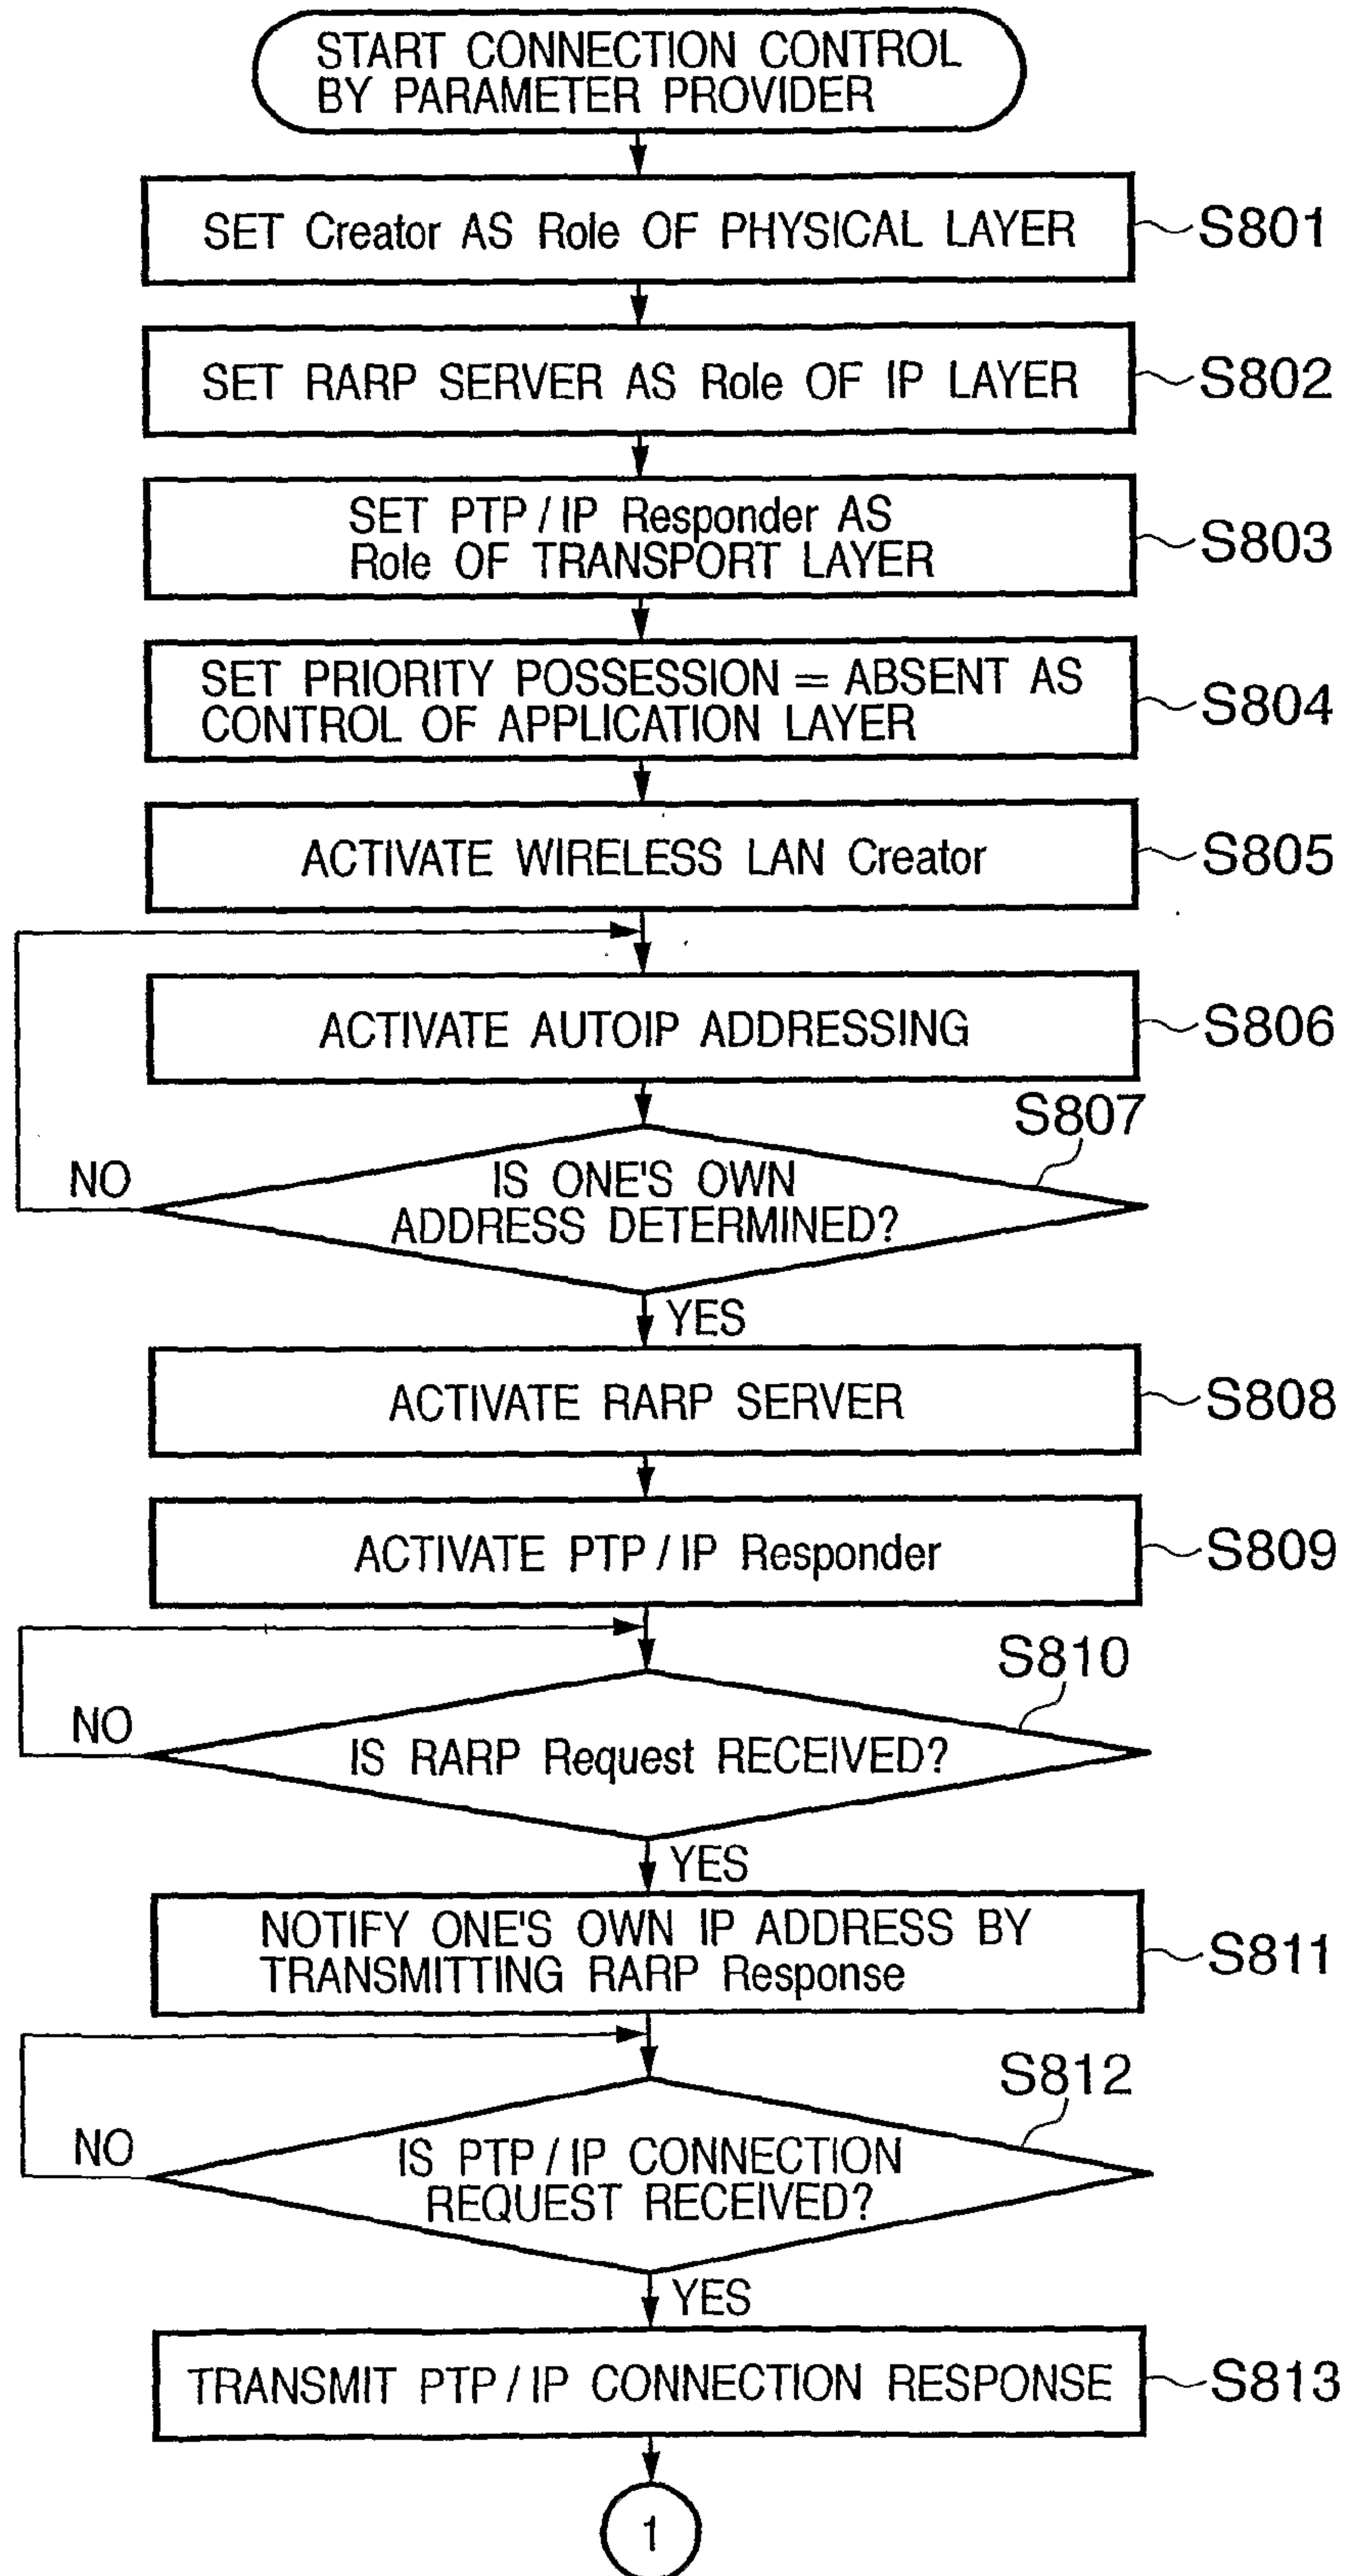 START CONNECTION CONTROL
BY PARAMETER PROVIDER
SET Creator AS Role OF PHYSICAL LAYER
S801
SET RARP SERVER AS Role OF IP LAYER
S802
SET PTP / IP Responder AS
Role OF TRANSPORT LAYER
S803
SET PRIORITY POSSESSION = ABSENT AS
CONTROL OF APPLICATION LAYER
S804
ACTIVATE WIRELESS LAN Creator
S805
ACTIVATE AUTOIP ADDRESSING
S806
S807
NO
IS ONE'S OWN
ADDRESS DETERMINED?
YES
ACTIVATE RARP SERVER
S808
ACTIVATE PTP / IP Responder
S809
S810
NO
IS RARP Request RECEIVED?
YES
NOTIFY ONE'S OWN IP ADDRESS BY
TRANSMITTING RARP Response
S811
S812
NO
IS PTP / IP CONNECTION
REQUEST RECEIVED?
YES
TRANSMIT PTP / IP CONNECTION RESPONSE
S813
1